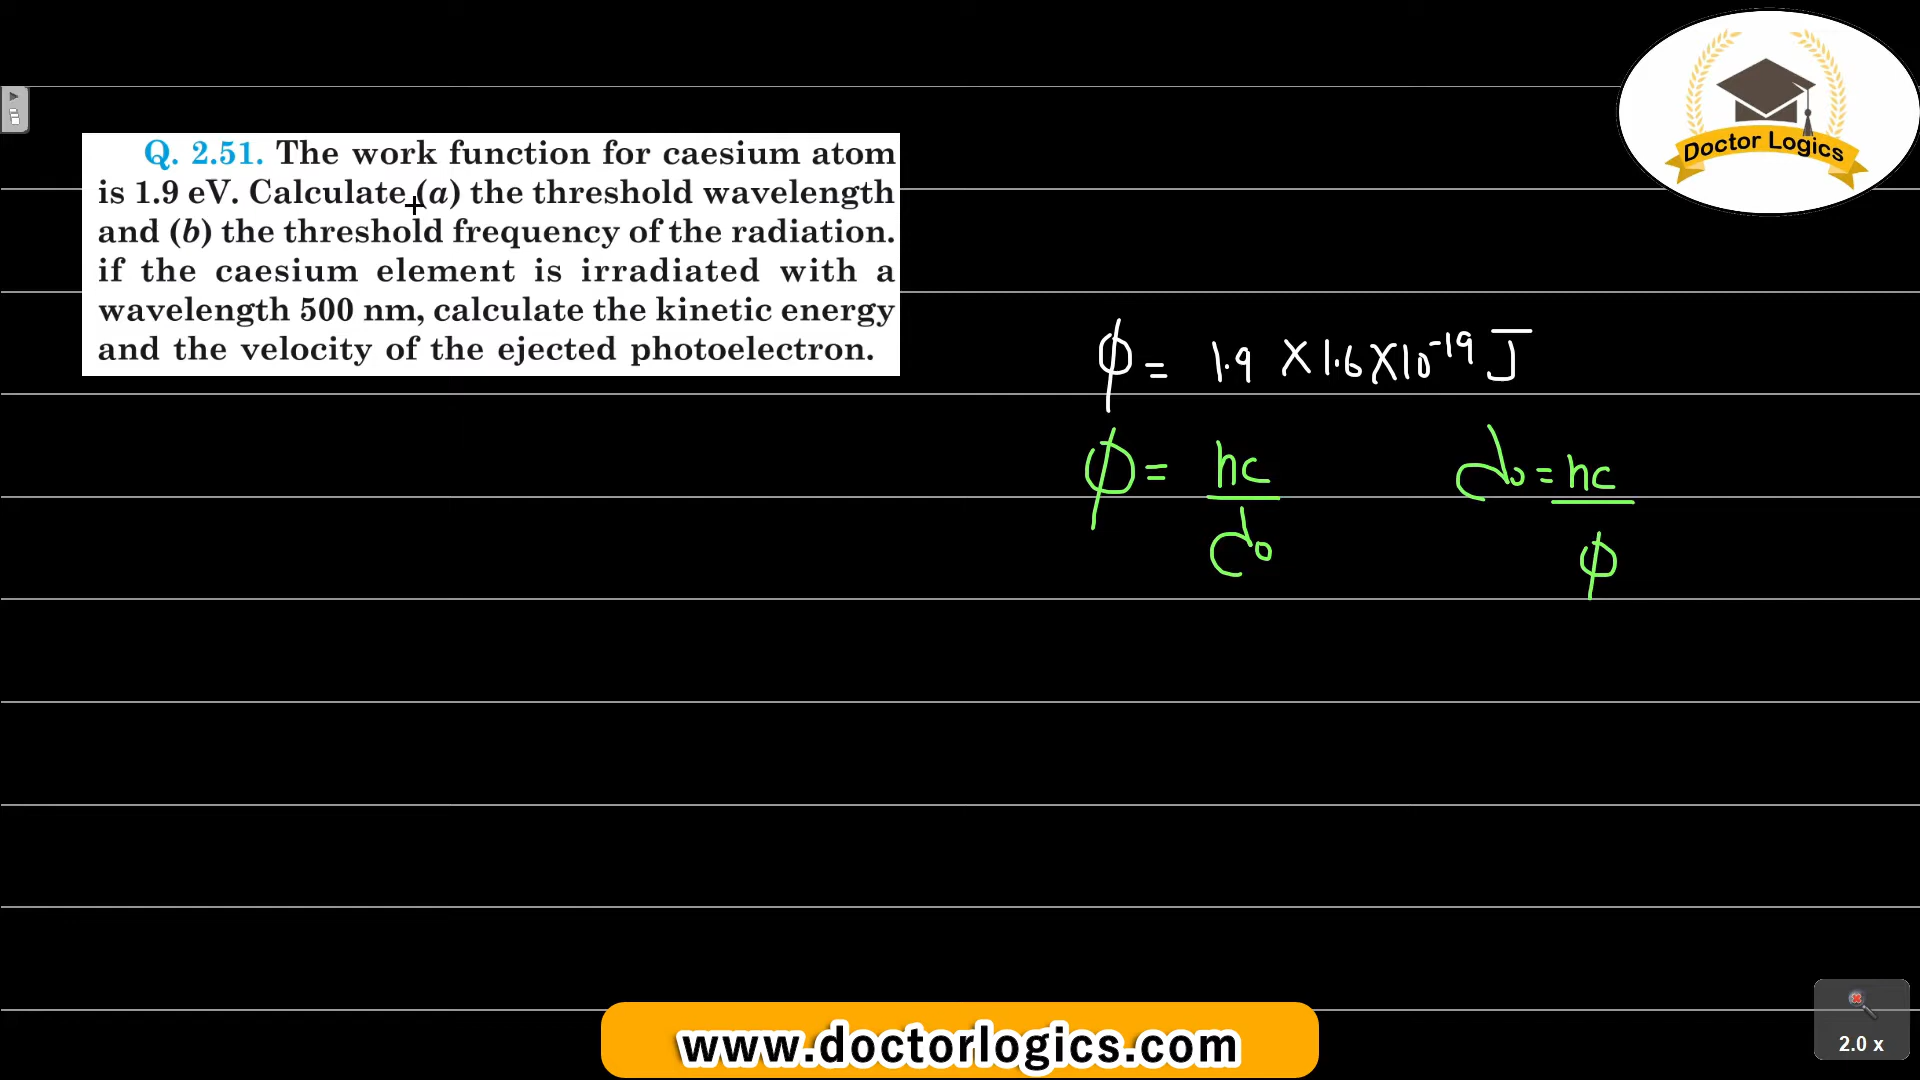 Doctor Logics
Q. 2.51. The work function for caesium atom
is 1.9 eV. Calculate (a) the threshold wavelength
and (b) the threshold frequency of the radiation.
if the caesium element is irradiated with a
wavelength 500 nm, calculate the kinetic energy
and the velocity of the ejected photoelectron.
ϕ = 1.9 × 1.6 × 10⁻¹⁹ J
ϕ = hc/λ₀
λ₀ = hc/ϕ
www.doctorlogics.com
2.0 x